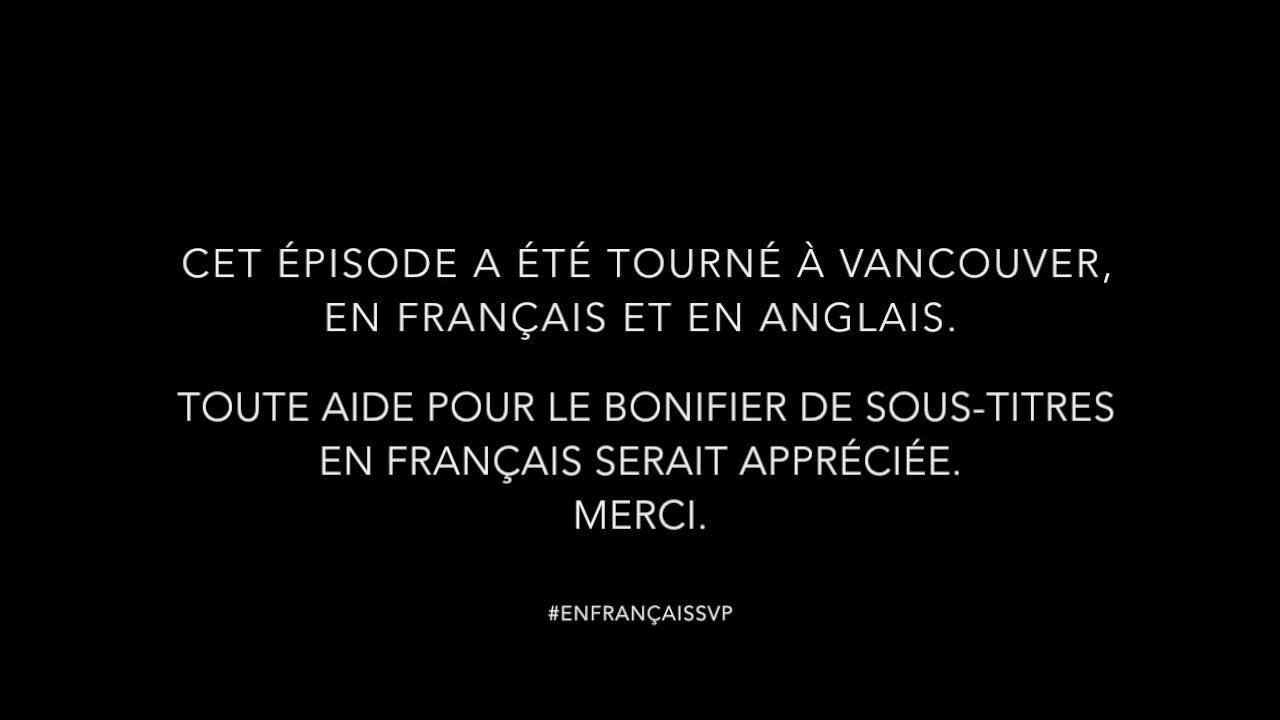 CET ÉPISODE A ÉTÉ TOURNÉ À VANCOUVER,
EN FRANÇAIS ET EN ANGLAIS.
TOUTE AIDE POUR LE BONIFIER DE SOUS-TITRES
EN FRANÇAIS SERAIT APPRÉCIÉE.
MERCI.
#ENFRANÇAISSVP